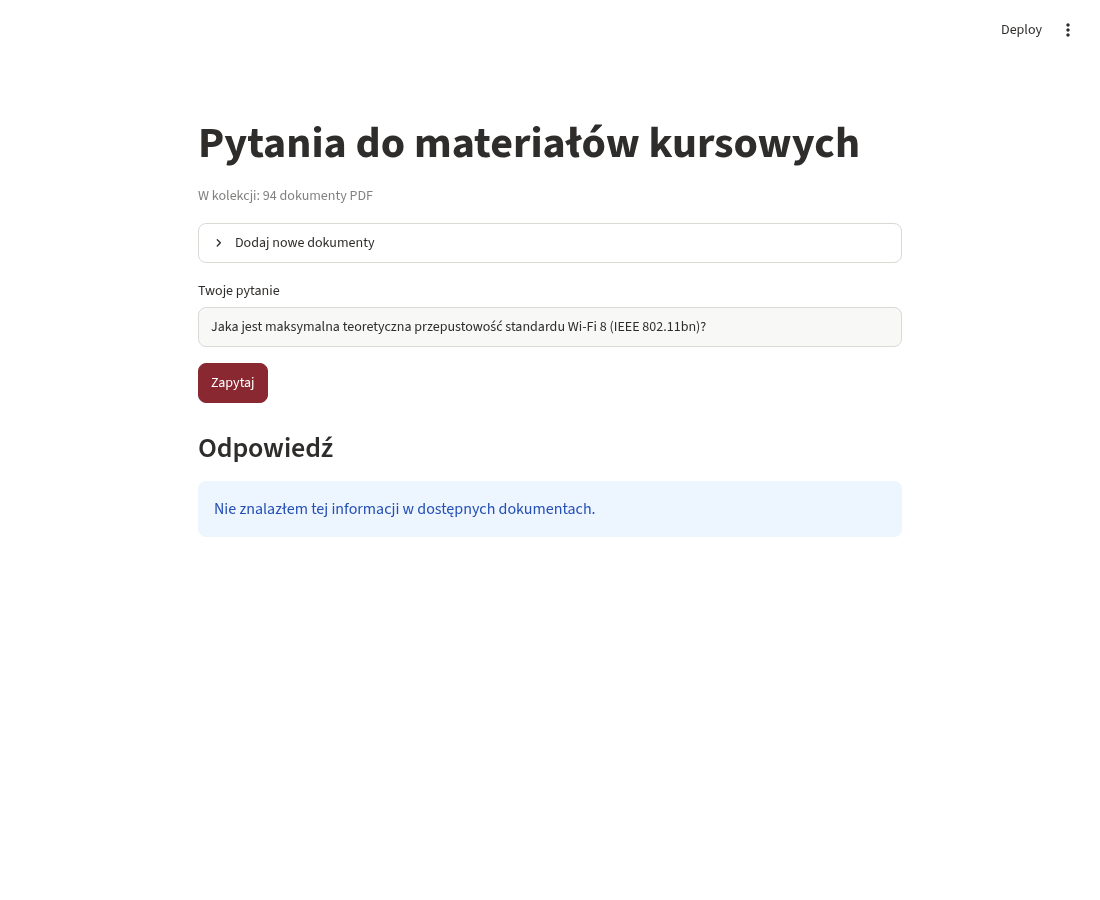 Deploy
Pytania do materiałów kursowych
W kolekcji: 94 dokumenty PDF
Dodaj nowe dokumenty
Twoje pytanie
Jaka jest maksymalna teoretyczna przepustowość standardu Wi-Fi 8 (IEEE 802.11bn)?
Zapytaj
Odpowiedź
Nie znalazłem tej informacji w dostępnych dokumentach.